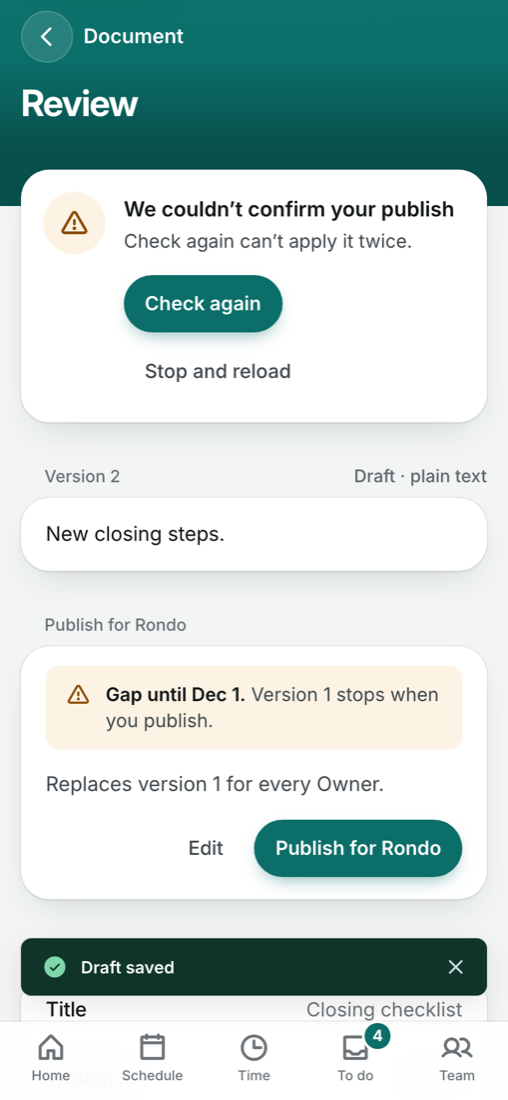 Document
Review
We couldn’t confirm your publish
Check again can’t apply it twice.
Check again
Stop and reload
Version 2
Draft · plain text
New closing steps.
Publish for Rondo
Gap until Dec 1. Version 1 stops when
you publish.
Replaces version 1 for every Owner.
Edit
Publish for Rondo
Draft saved
Title
Closing checklist
4
Home
Schedule
Time
To do
Team